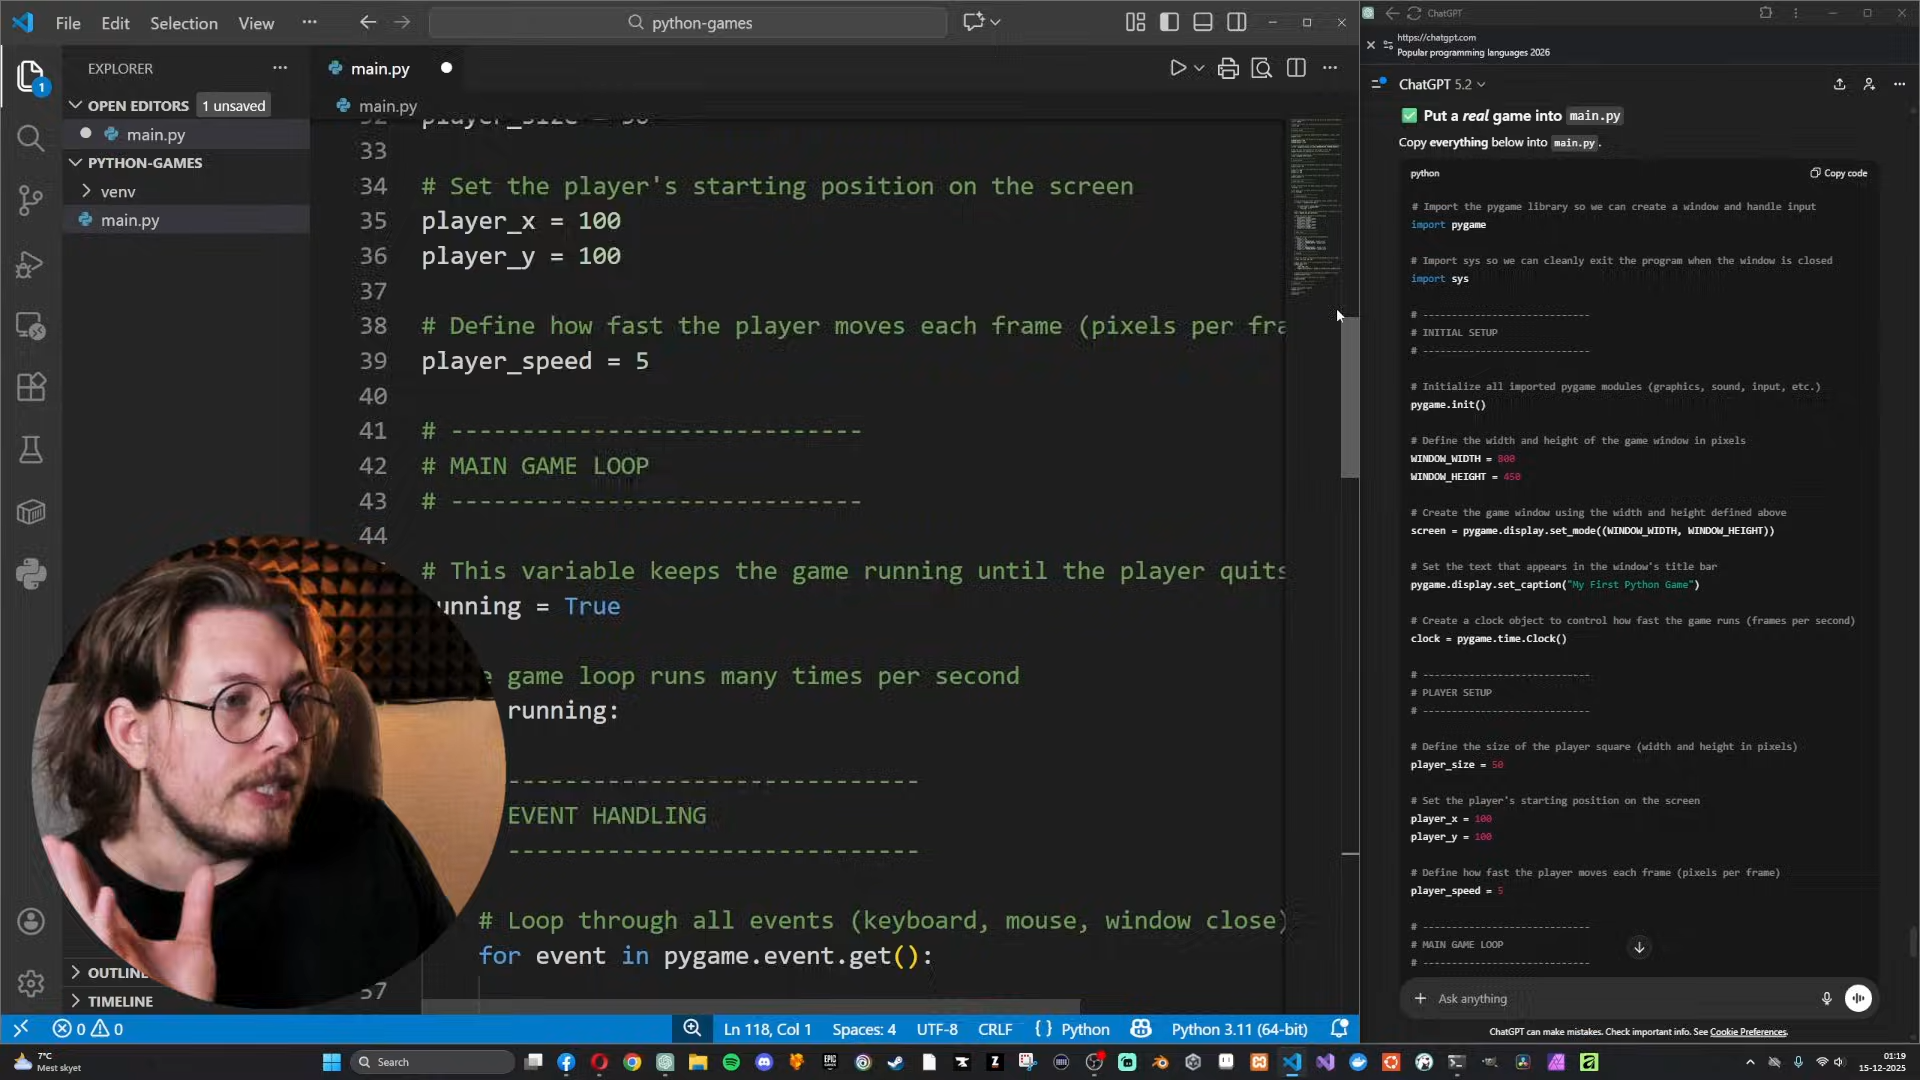 File Edit Selection View
python-games
EXPLORER
OPEN EDITORS 1 unsaved
main.py
PYTHON-GAMES
venv
main.py
OUTLINE
TIMELINE
1
main.py
main.py
33
34 # Set the player's starting position on the screen
35 player_x = 100
36 player_y = 100
37
38 # Define how fast the player moves each frame (pixels per fra
39 player_speed = 5
40
41 # -----------------------------
42 # MAIN GAME LOOP
43 # -----------------------------
44
# This variable keeps the game running until the player quits
unning = True
game loop runs many times per second
running:
-----------------------------
EVENT HANDLING
-----------------------------
# Loop through all events (keyboard, mouse, window close)
for event in pygame.event.get():
57
0 0
Ln 118, Col 1 Spaces: 4 UTF-8 CRLF { } Python Python 3.11 (64-bit)
ChatGPT
https://chatgpt.com
Popular programming languages 2026
ChatGPT 5.2
Put a real game into main.py
Copy everything below into main.py.
python Copy code
# Import the pygame library so we can create a window and handle input
import pygame
# Import sys so we can cleanly exit the program when the window is closed
import sys
# -----------------------------
# INITIAL SETUP
# -----------------------------
# Initialize all imported pygame modules (graphics, sound, input, etc.)
pygame.init()
# Define the width and height of the game window in pixels
WINDOW_WIDTH = 800
WINDOW_HEIGHT = 450
# Create the game window using the width and height defined above
screen = pygame.display.set_mode((WINDOW_WIDTH, WINDOW_HEIGHT))
# Set the text that appears in the window's title bar
pygame.display.set_caption("My First Python Game")
# Create a clock object to control how fast the game runs (frames per second)
clock = pygame.time.Clock()
# -----------------------------
# PLAYER SETUP
# -----------------------------
# Define the size of the player square (width and height in pixels)
player_size = 50
# Set the player's starting position on the screen
player_x = 100
player_y = 100
# Define how fast the player moves each frame (pixels per frame)
player_speed = 5
# -----------------------------
# MAIN GAME LOOP
# -----------------------------
Ask anything
ChatGPT can make mistakes. Check important info. See Cookie Preferences.
7°C
Mest skyet
Search
01:19
15-12-2025